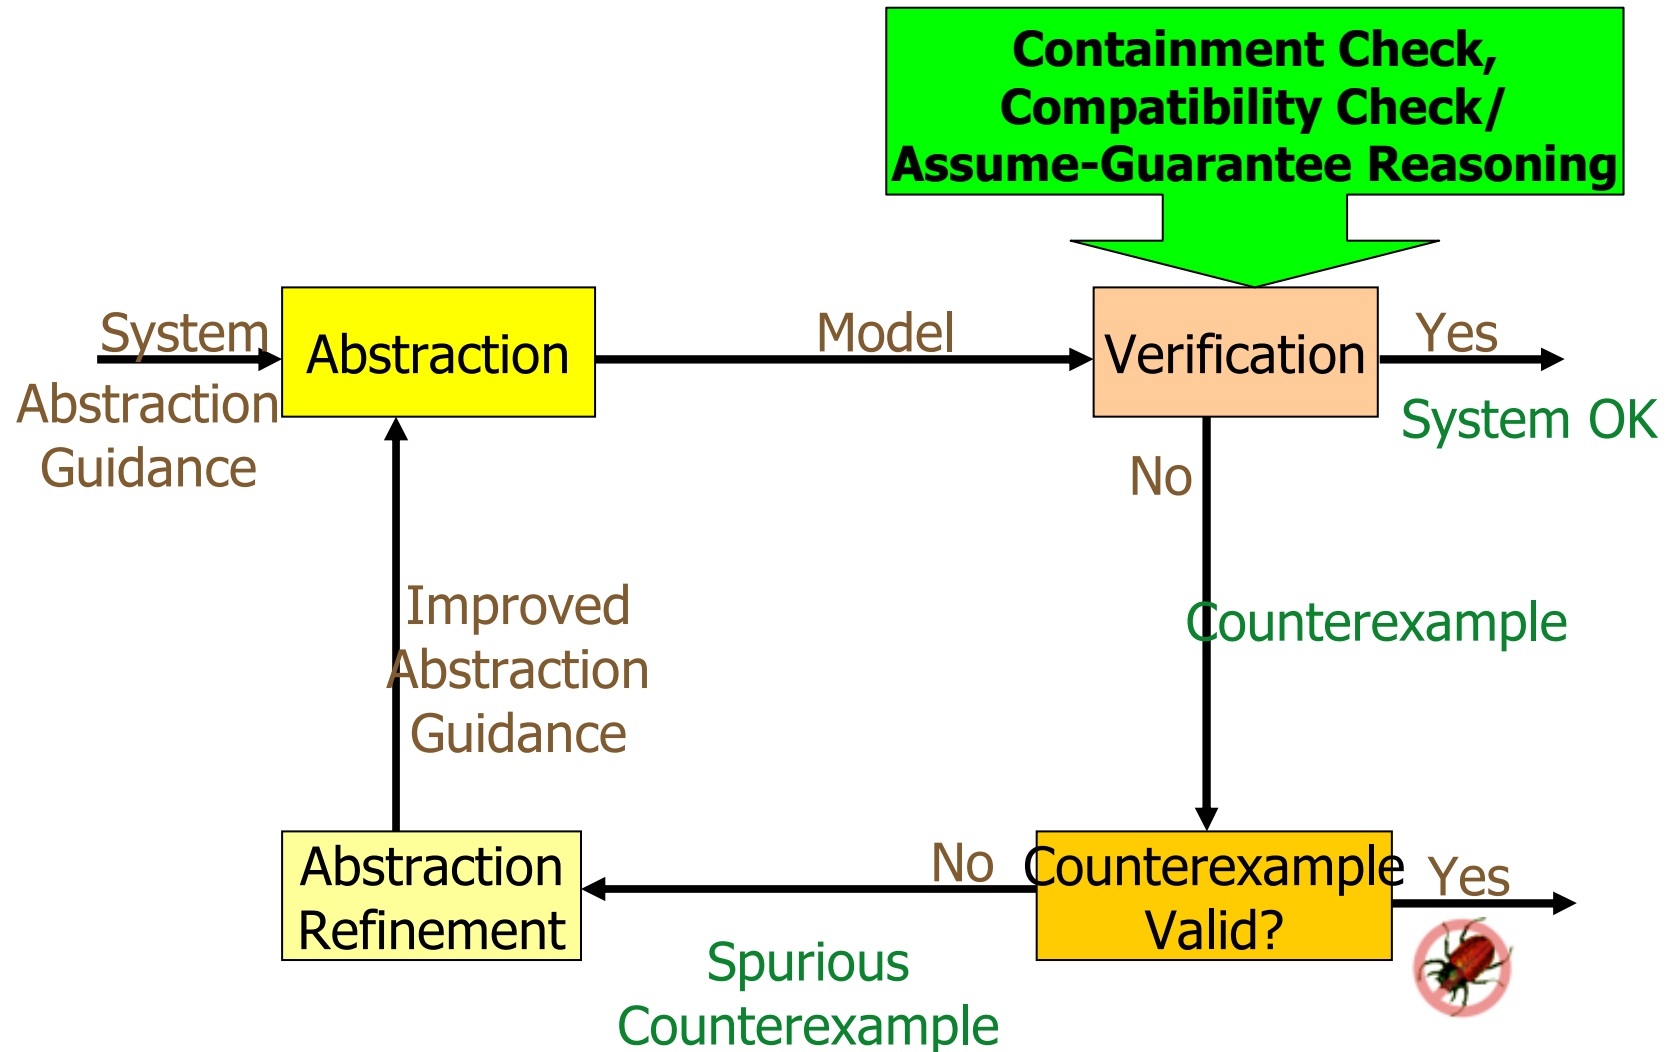 Containment Check,
Compatibility Check/
Assume-Guarantee Reasoning
System
Abstraction
Guidance
Abstraction
Model
Verification
Yes
System OK
No
Counterexample
Improved
Abstraction
Guidance
Abstraction
Refinement
No
Spurious
Counterexample
Counterexample
Valid?
Yes